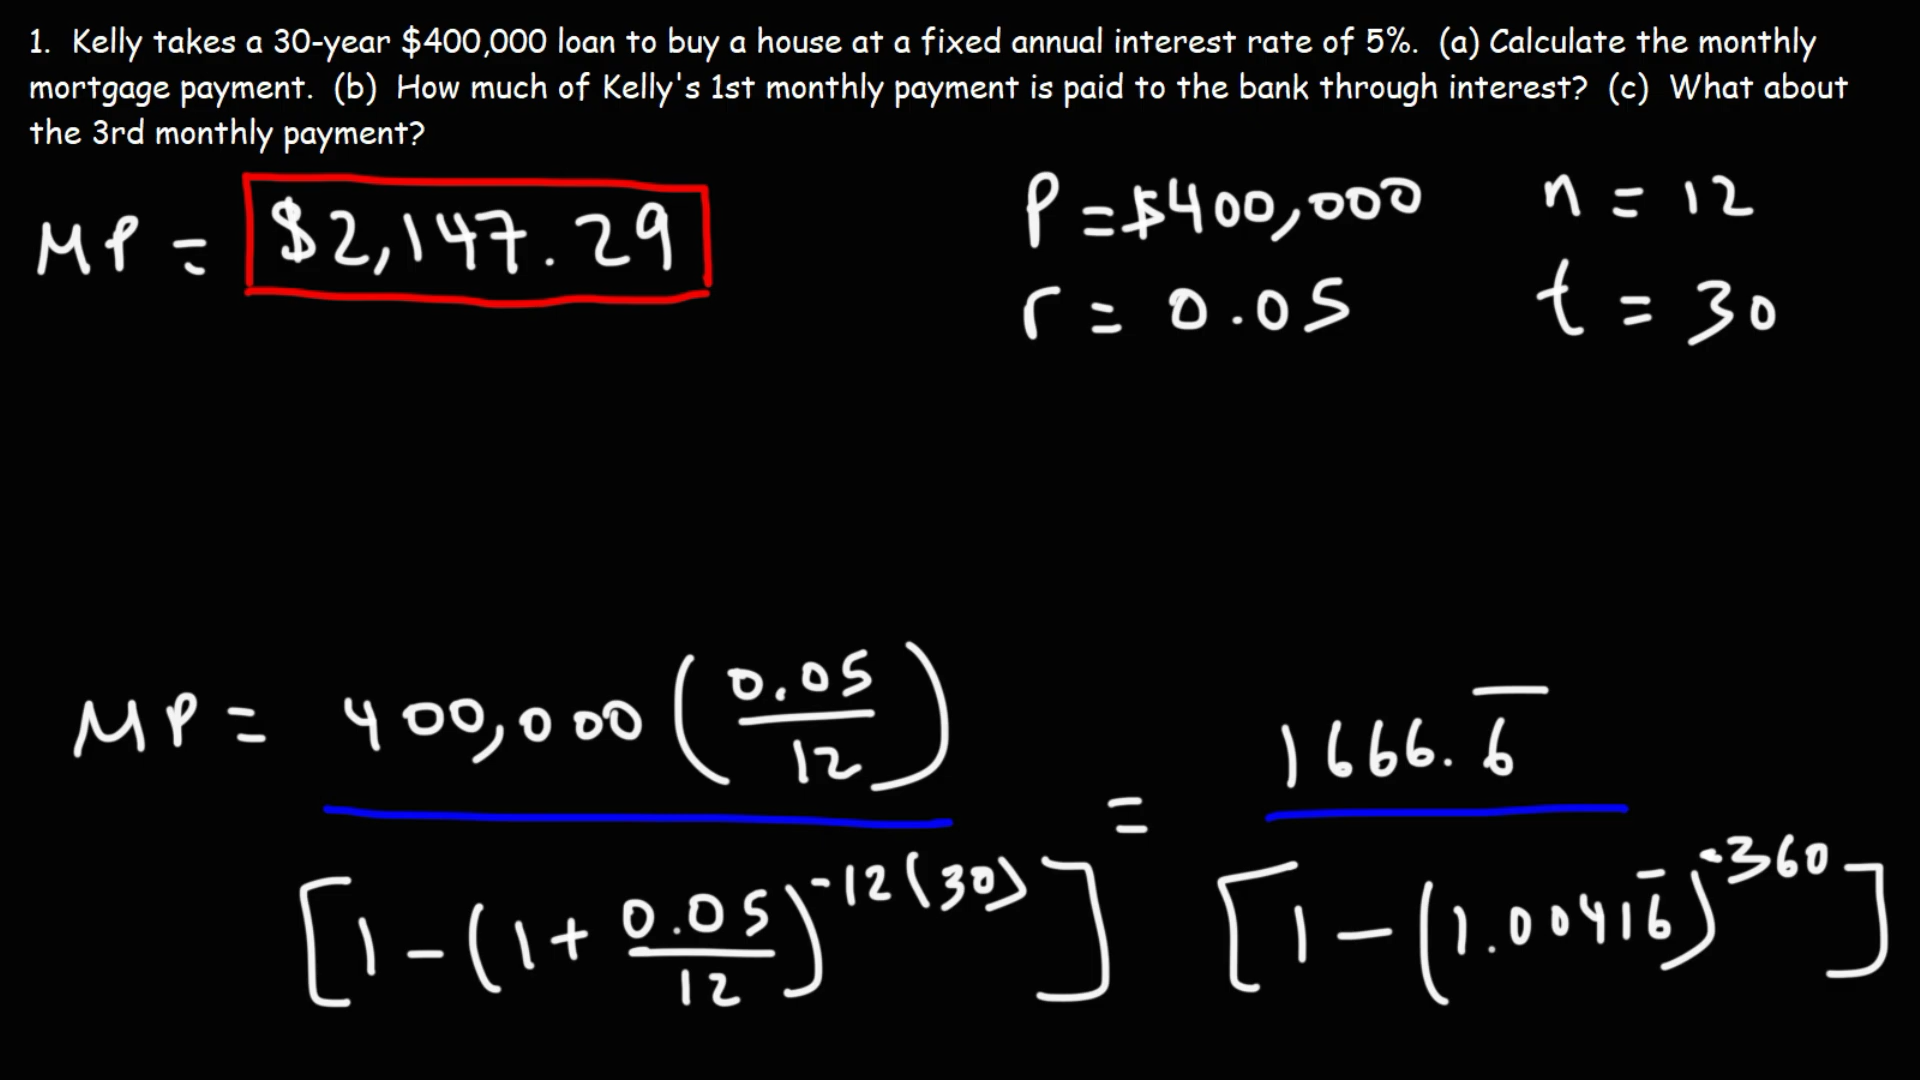 1. Kelly takes a 30-year $400,000 loan to buy a house at a fixed annual interest rate of 5%. (a) Calculate the monthly
mortgage payment. (b) How much of Kelly's 1st monthly payment is paid to the bank through interest? (c) What about
the 3rd monthly payment?
MP = $2,147.29
P = $400,000 n = 12
r = 0.05 t = 30
MP = 400,000 (0.05/12) / [1 - (1 + 0.05/12)^-12(30)] = 1666.6̅ / [1 - (1.00416̅)^-360]